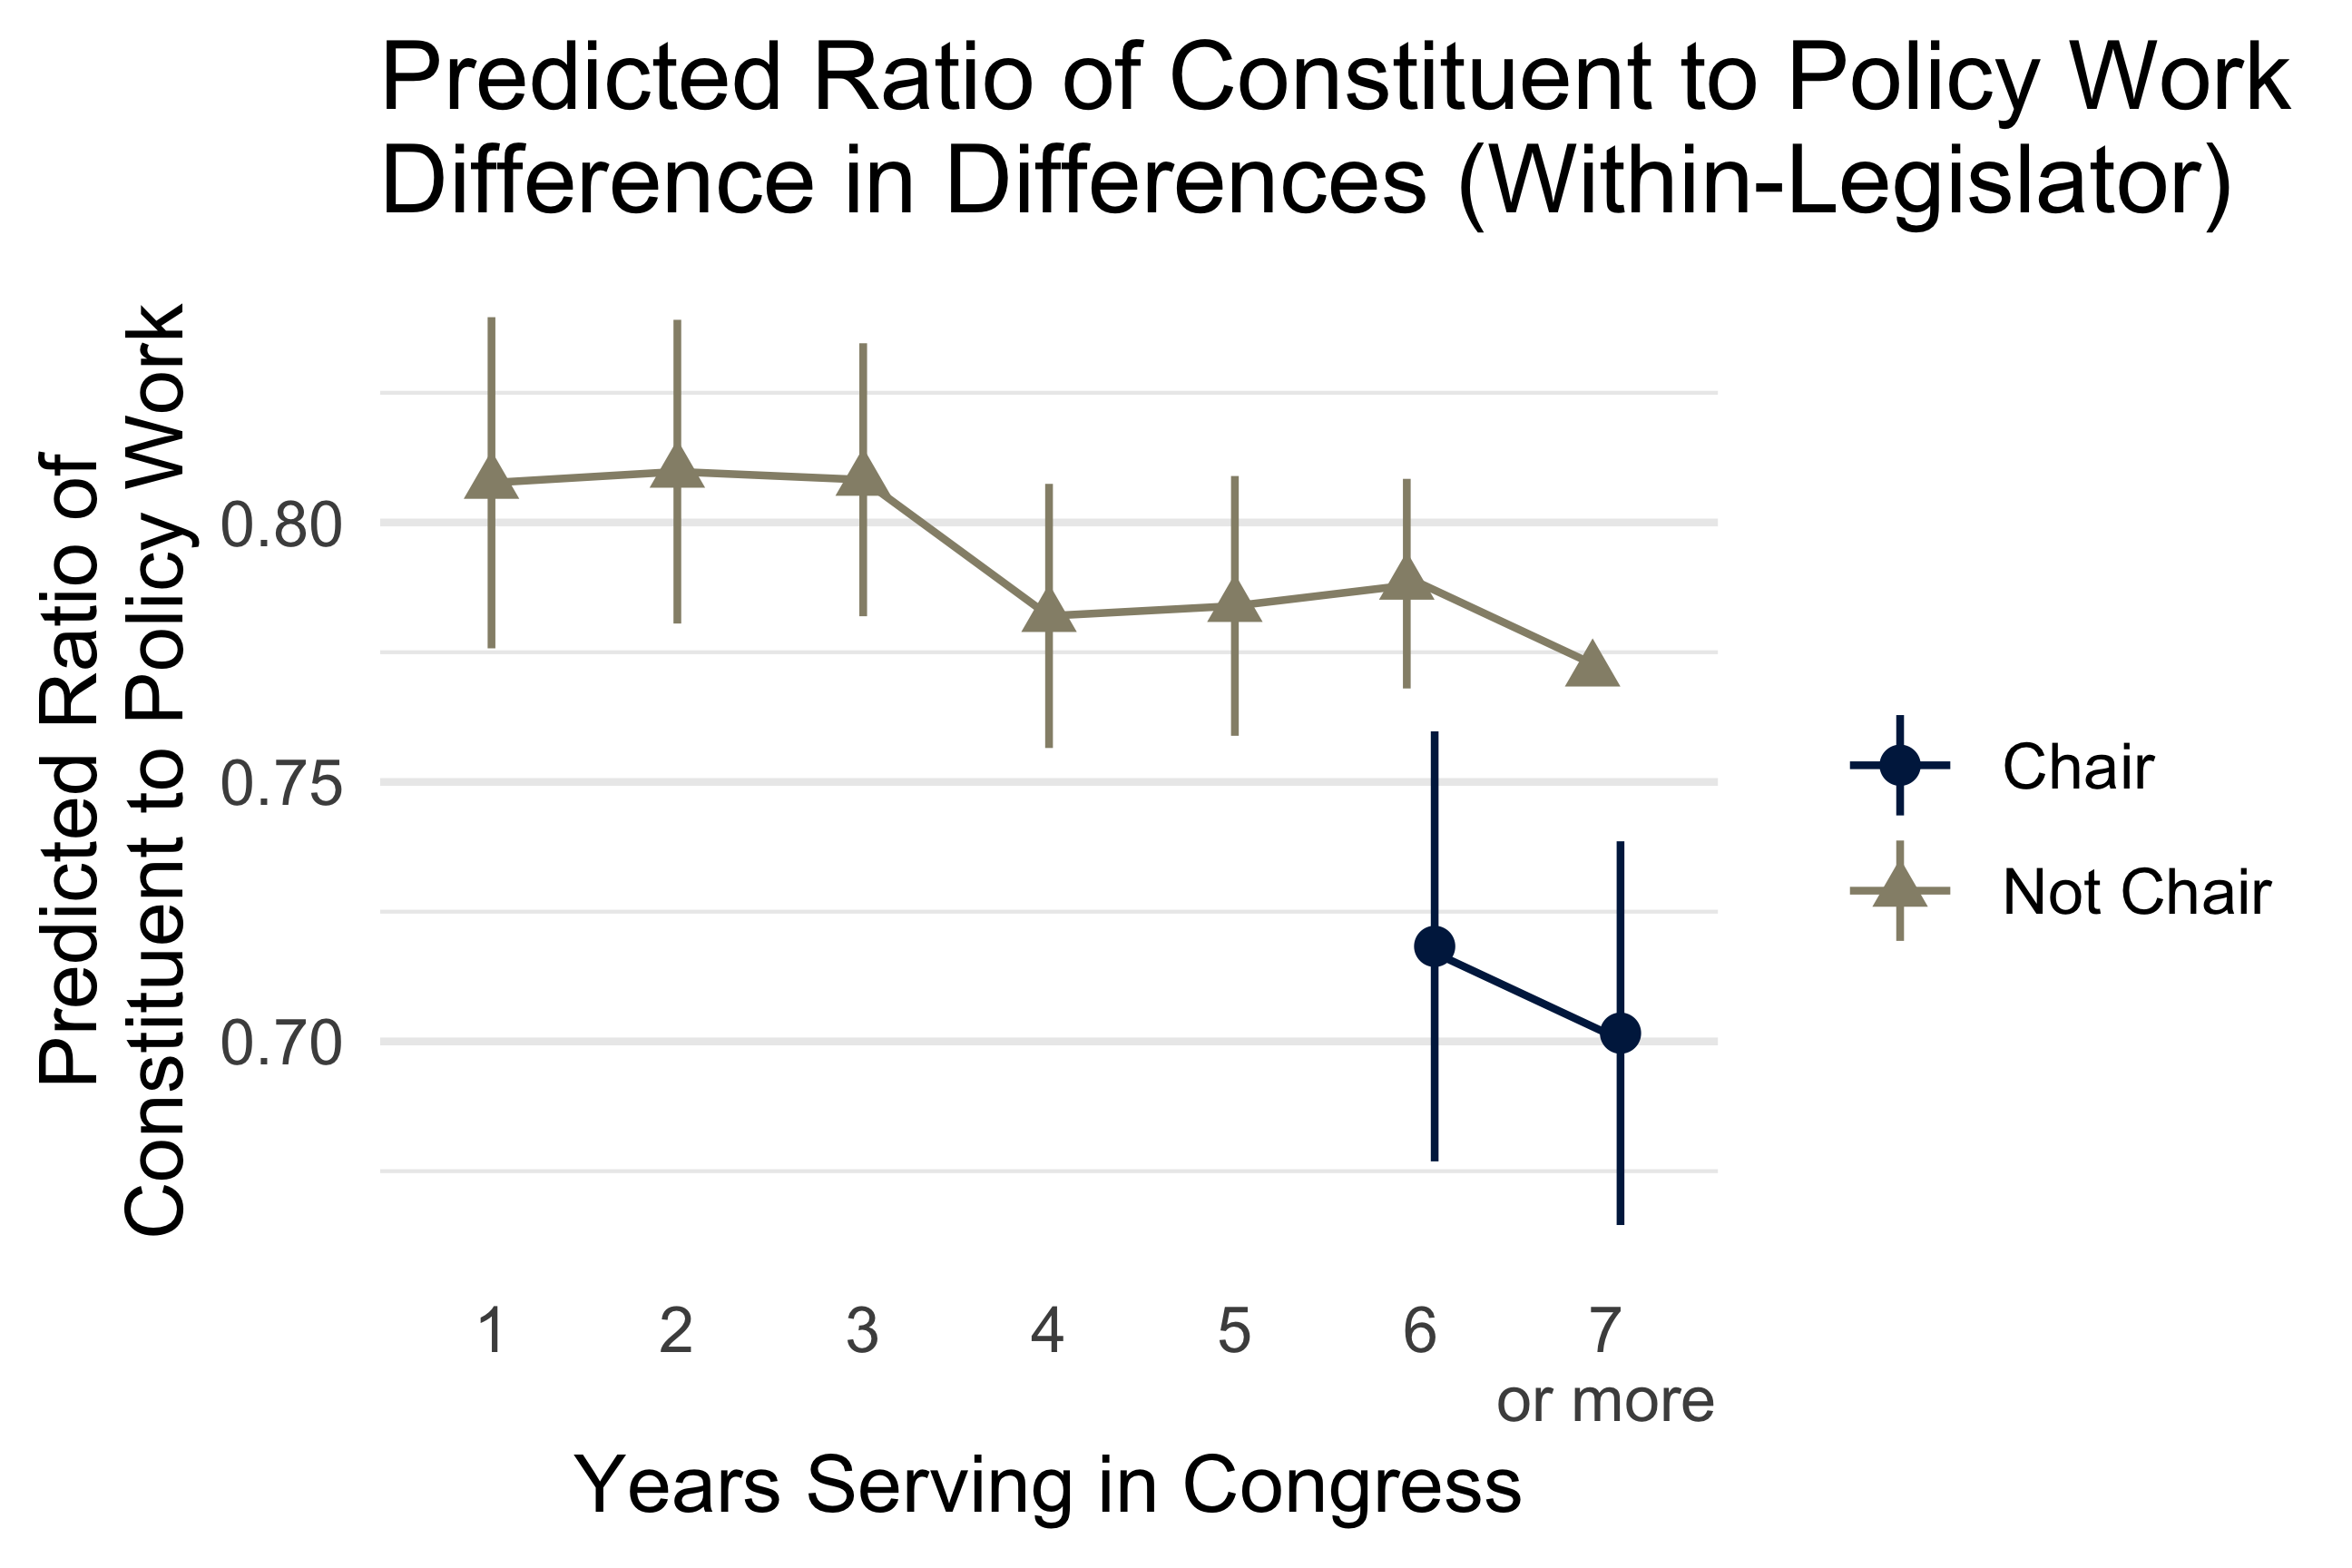 Predicted Ratio of Constituent to Policy Work
Difference in Differences (Within-Legislator)
Predicted Ratio of
Constituent to Policy Work
0.80
0.75
0.70
Chair
Not Chair
1 2 3 4 5 6 7
or more
Years Serving in Congress